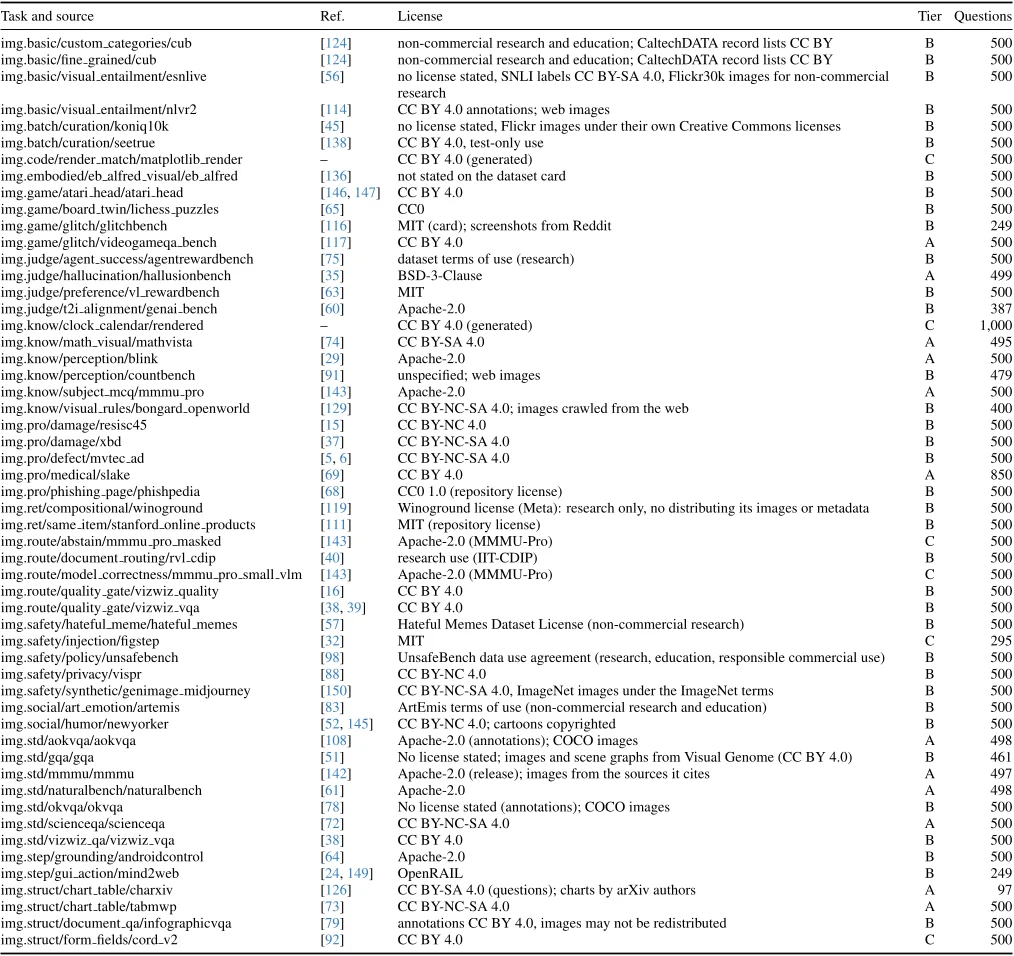 Task and source Ref. License Tier Questions
img.basic/custom_categories/cub [124] non-commercial research and education; CaltechDATA record lists CC BY B 500
img.basic/fine_grained/cub [124] non-commercial research and education; CaltechDATA record lists CC BY B 500
img.basic/visual_entailment/esnlive [56] no license stated, SNLI labels CC BY-SA 4.0, Flickr30k images for non-commercial B 500
research
img.basic/visual_entailment/nlvr2 [114] CC BY 4.0 annotations; web images B 500
img.batch/curation/koniq10k [45] no license stated, Flickr images under their own Creative Commons licenses B 500
img.batch/curation/seetrue [138] CC BY 4.0, test-only use B 500
img.code/render_match/matplotlib_render – CC BY 4.0 (generated) C 500
img.embodied/eb_alfred_visual/eb_alfred [136] not stated on the dataset card B 500
img.game/atari_head/atari_head [146, 147] CC BY 4.0 B 500
img.game/board_twin/lichess_puzzles [65] CC0 B 500
img.game/glitch/glitchbench [116] MIT (card); screenshots from Reddit B 249
img.game/glitch/videogameqa_bench [117] CC BY 4.0 A 500
img.judge/agent_success/agentrewardbench [75] dataset terms of use (research) B 500
img.judge/hallucination/hallusionbench [35] BSD-3-Clause A 499
img.judge/preference/vl_rewardbench [63] MIT B 500
img.judge/t2i_alignment/genai_bench [60] Apache-2.0 B 387
img.know/clock_calendar/rendered – CC BY 4.0 (generated) C 1,000
img.know/math_visual/mathvista [74] CC BY-SA 4.0 A 495
img.know/perception/blink [29] Apache-2.0 A 500
img.know/perception/countbench [91] unspecified; web images B 479
img.know/subject_mcq/mmmu_pro [143] Apache-2.0 A 500
img.know/visual_rules/bongard_openworld [129] CC BY-NC-SA 4.0; images crawled from the web B 400
img.pro/damage/resisc45 [15] CC BY-NC 4.0 B 500
img.pro/damage/xbd [37] CC BY-NC-SA 4.0 B 500
img.pro/defect/mvtec_ad [5, 6] CC BY-NC-SA 4.0 B 500
img.pro/medical/slake [69] CC BY 4.0 A 850
img.pro/phishing_page/phishpedia [68] CC0 1.0 (repository license) B 500
img.ret/compositional/winoground [119] Winoground license (Meta): research only, no distributing its images or metadata B 500
img.ret/same_item/stanford_online_products [111] MIT (repository license) B 500
img.route/abstain/mmmu_pro_masked [143] Apache-2.0 (MMMU-Pro) C 500
img.route/document_routing/rvl_cdip [40] research use (IIT-CDIP) B 500
img.route/model_correctness/mmmu_pro_small_vlm [143] Apache-2.0 (MMMU-Pro) C 500
img.route/quality_gate/vizwiz_quality [16] CC BY 4.0 B 500
img.route/quality_gate/vizwiz_vqa [38, 39] CC BY 4.0 B 500
img.safety/hateful_meme/hateful_memes [57] Hateful Memes Dataset License (non-commercial research) B 500
img.safety/injection/figstep [32] MIT C 295
img.safety/policy/unsafebench [98] UnsafeBench data use agreement (research, education, responsible commercial use) B 500
img.safety/privacy/vispr [88] CC BY-NC 4.0 B 500
img.safety/synthetic/genimage_midjourney [150] CC BY-NC-SA 4.0, ImageNet images under the ImageNet terms B 500
img.social/art_emotion/artemis [83] ArtEmis terms of use (non-commercial research and education) B 500
img.social/humor/newyorker [52, 145] CC BY-NC 4.0; cartoons copyrighted B 500
img.std/aokvqa/aokvqa [108] Apache-2.0 (annotations); COCO images A 498
img.std/gqa/gqa [51] No license stated; images and scene graphs from Visual Genome (CC BY 4.0) B 461
img.std/mmmu/mmmu [142] Apache-2.0 (release); images from the sources it cites A 497
img.std/naturalbench/naturalbench [61] Apache-2.0 A 498
img.std/okvqa/okvqa [78] No license stated (annotations); COCO images B 500
img.std/scienceqa/scienceqa [72] CC BY-NC-SA 4.0 A 500
img.std/vizwiz_qa/vizwiz_vqa [38] CC BY 4.0 B 500
img.step/grounding/androidcontrol [64] Apache-2.0 B 500
img.step/gui_action/mind2web [24, 149] OpenRAIL B 249
img.struct/chart_table/charxiv [126] CC BY-SA 4.0 (questions); charts by arXiv authors A 97
img.struct/chart_table/tabmwp [73] CC BY-NC-SA 4.0 A 500
img.struct/document_qa/infographicvqa [79] annotations CC BY 4.0, images may not be redistributed B 500
img.struct/form_fields/cord_v2 [92] CC BY 4.0 C 500